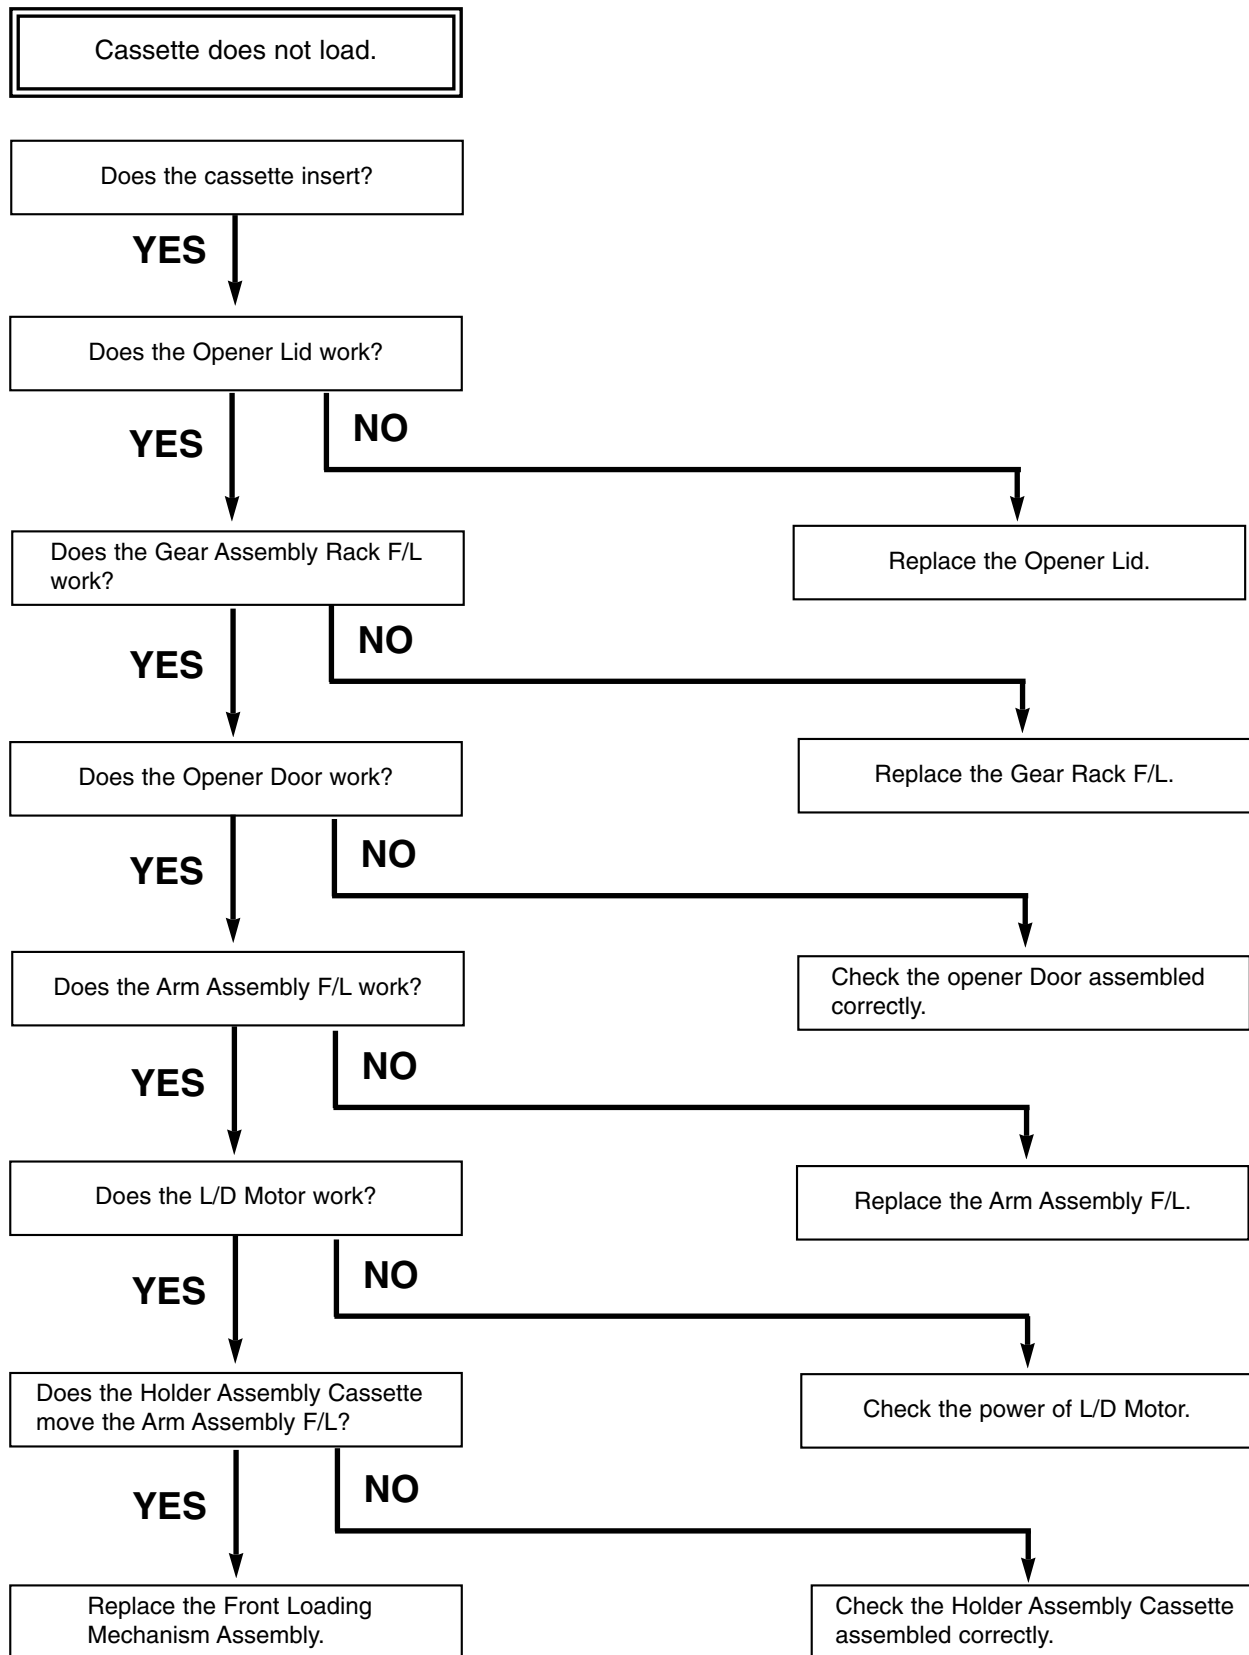 Cassette does not load.
Does the cassette insert?
YES
Does the Opener Lid work?
YES
NO
Does the Gear Assembly Rack F/L
work?
Replace the Opener Lid.
YES
NO
Does the Opener Door work?
Replace the Gear Rack F/L.
YES
NO
Does the Arm Assembly F/L work?
Check the opener Door assembled
correctly.
YES
NO
Does the L/D Motor work?
Replace the Arm Assembly F/L.
YES
NO
Does the Holder Assembly Cassette
move the Arm Assembly F/L?
Check the power of L/D Motor.
YES
NO
Replace the Front Loading
Mechanism Assembly.
Check the Holder Assembly Cassette
assembled correctly.